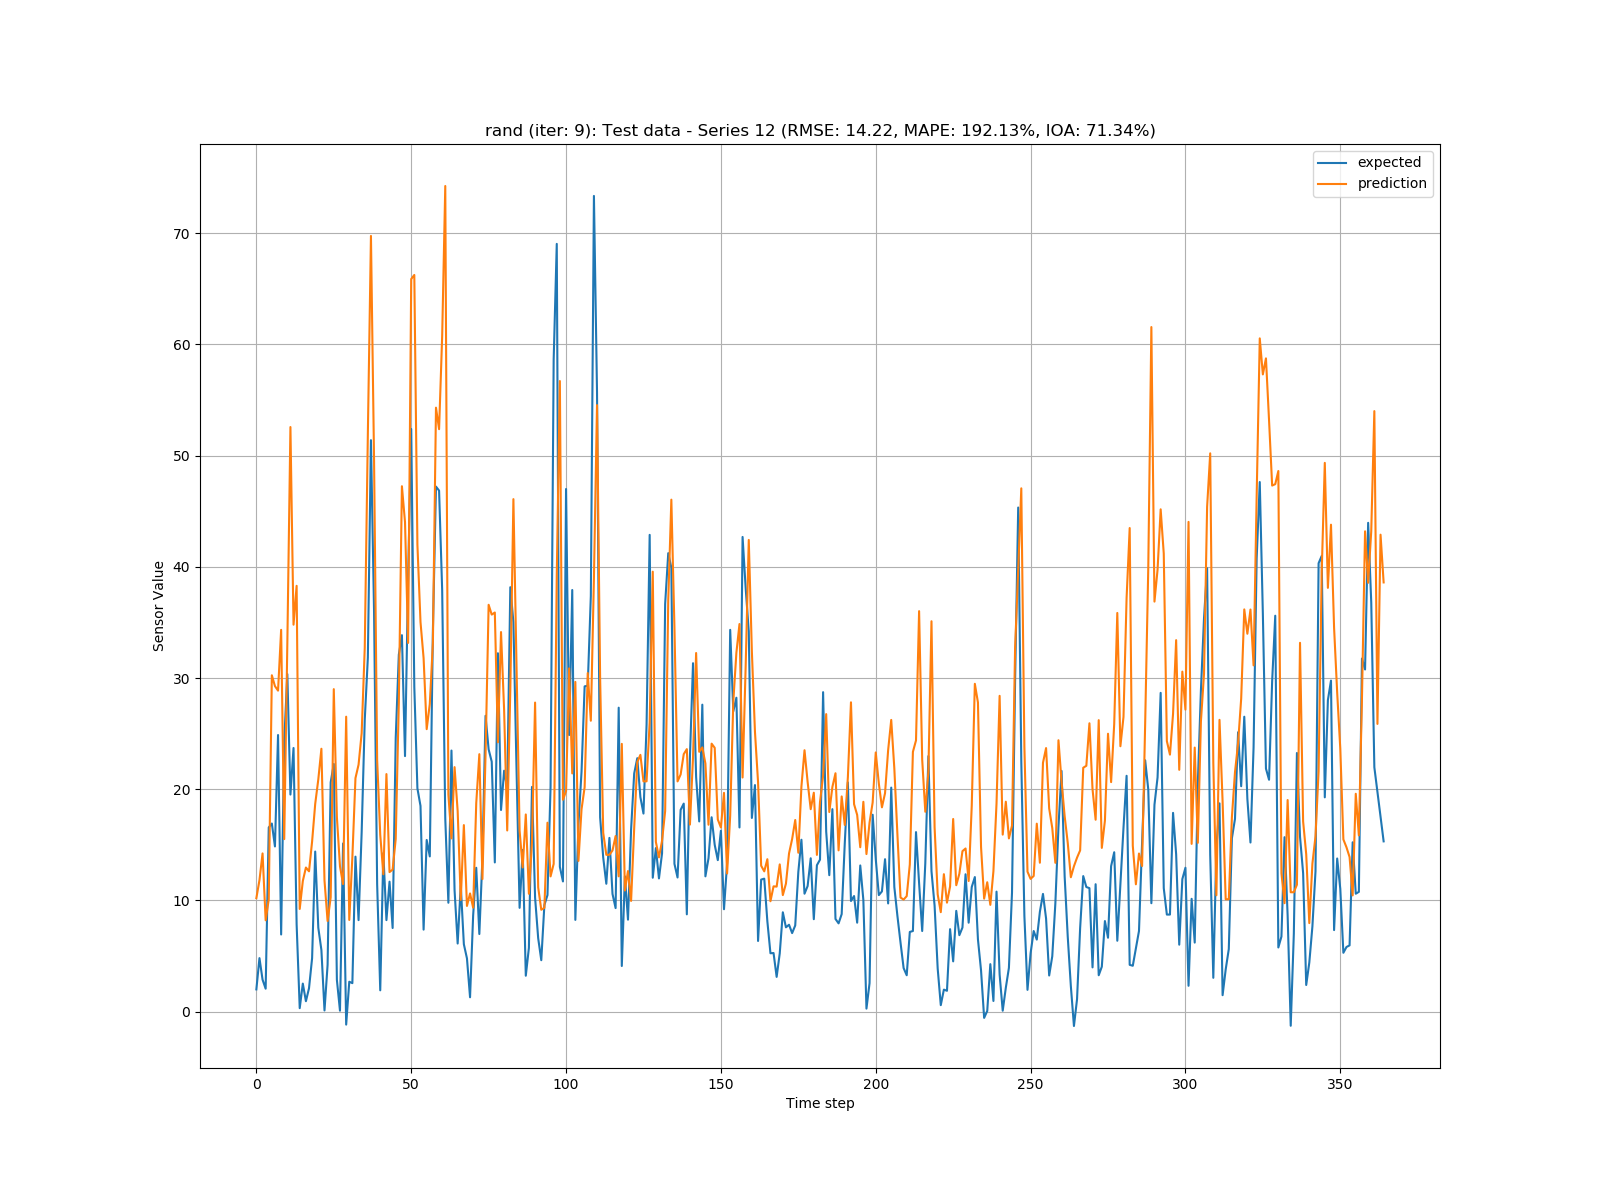 rand (iter: 9): Test data - Series 12 (RMSE: 14.22, MAPE: 192.13%, IOA: 71.34%)
expected
prediction
70
60
50
40
30
20
10
0
Sensor Value
0 50 100 150 200 250 300 350
Time step